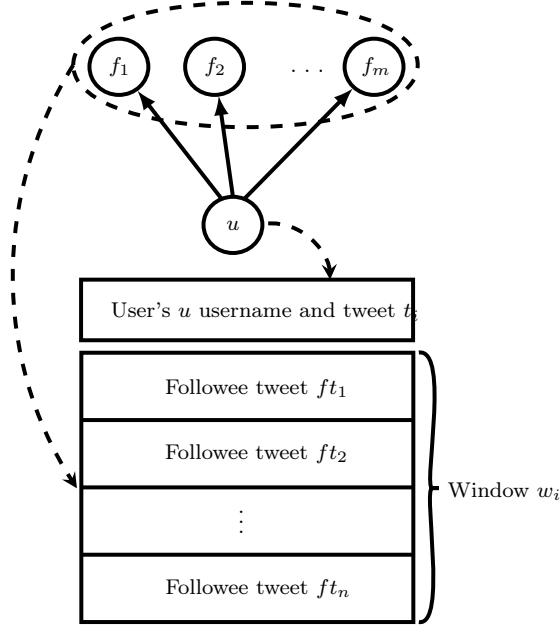 f₁ f₂ . . . fₘ
u
User's u username and tweet tᵢ
Followee tweet ft₁
Followee tweet ft₂
⋮
Window wᵢ
Followee tweet ftₙ